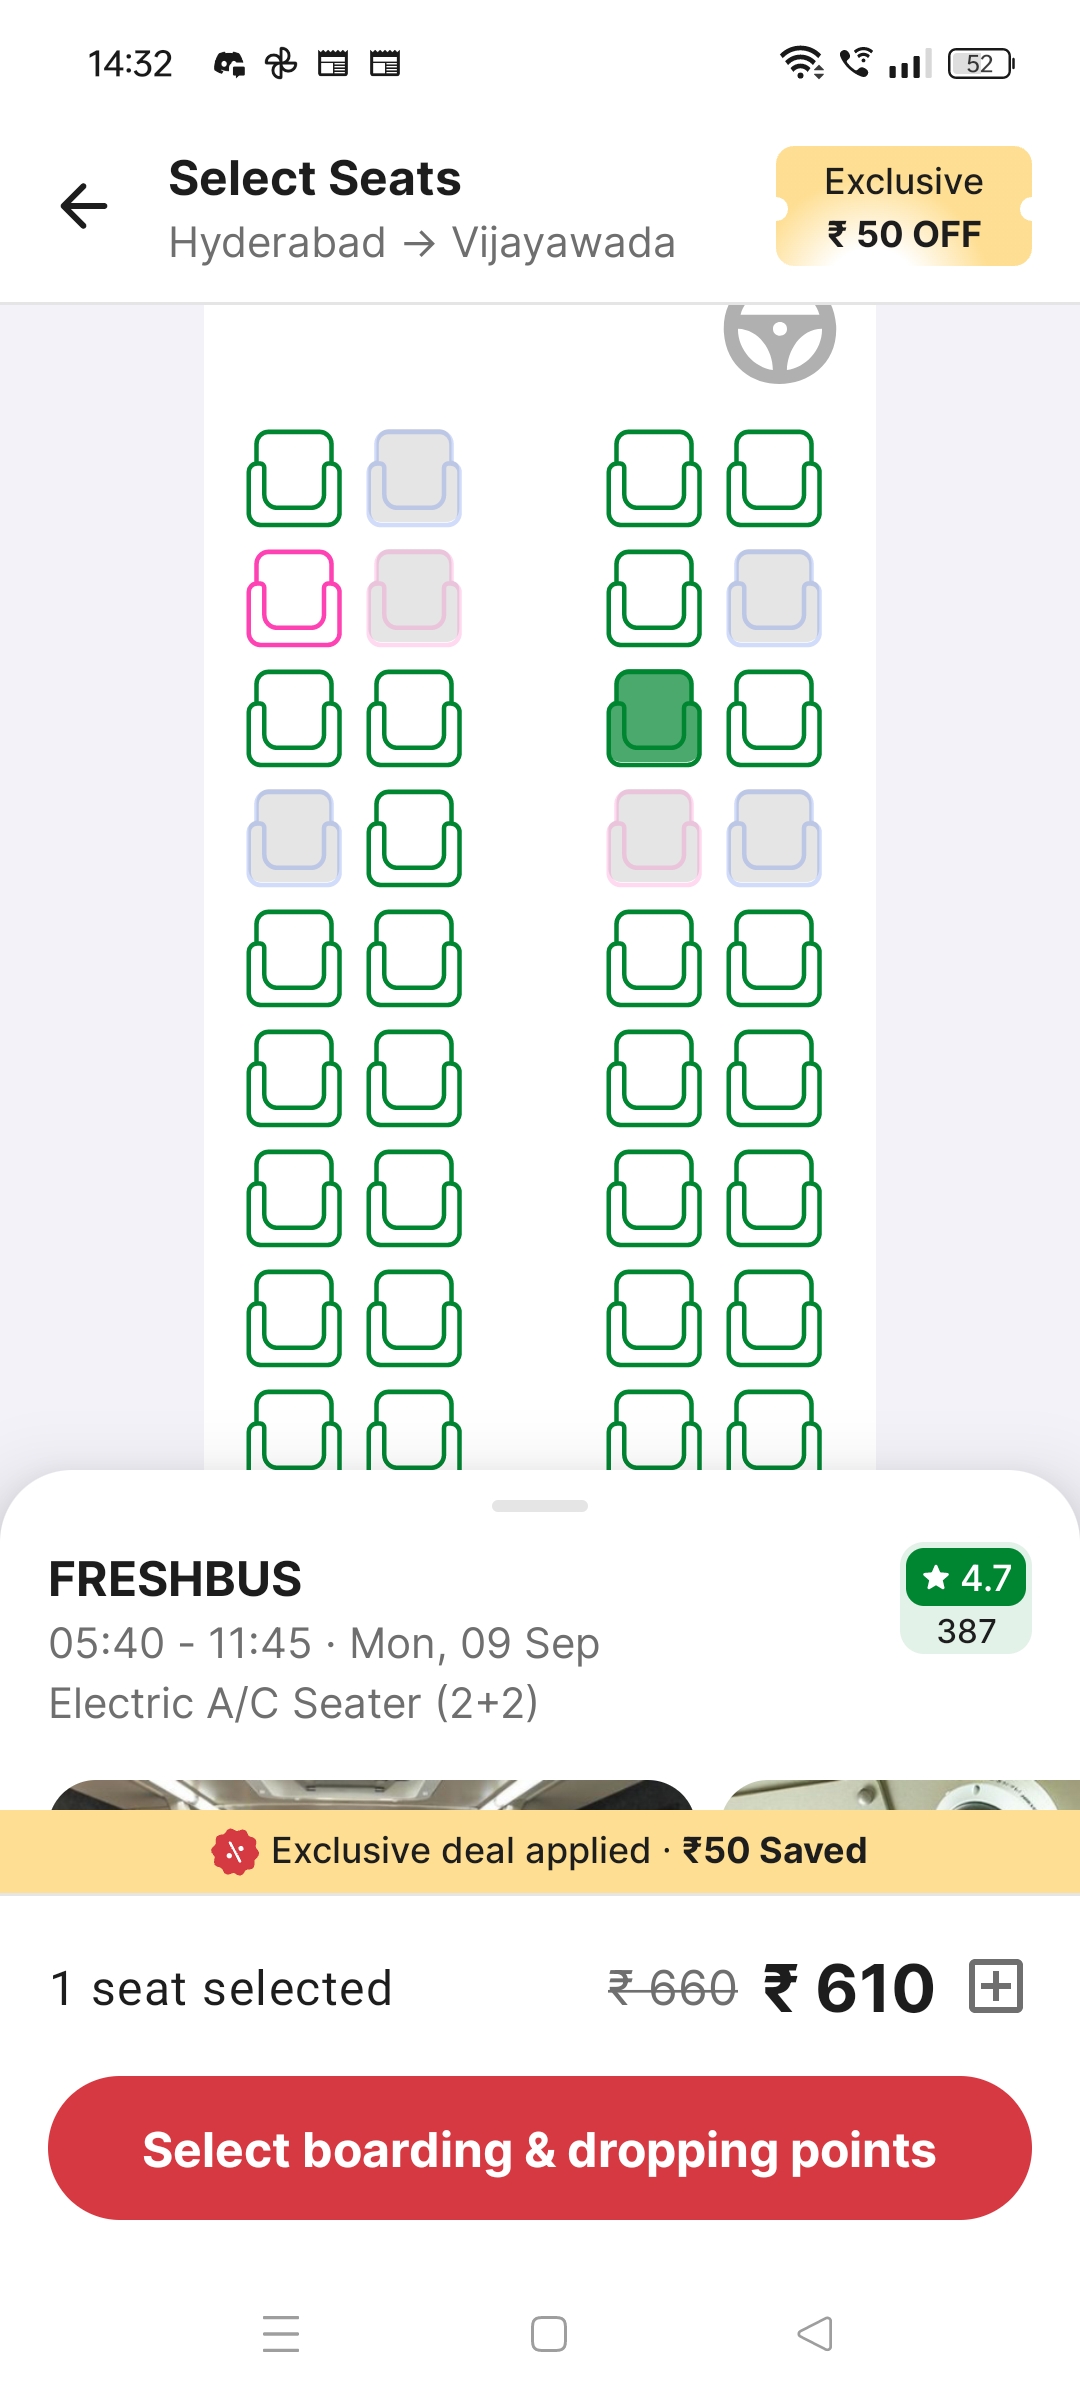 14:32
52
Select Seats
Hyderabad → Vijayawada
Exclusive
₹ 50 OFF
FRESHBUS
4.7
387
05:40 - 11:45 · Mon, 09 Sep
Electric A/C Seater (2+2)
Exclusive deal applied · ₹50 Saved
1 seat selected
₹ 660 ₹ 610
Select boarding & dropping points